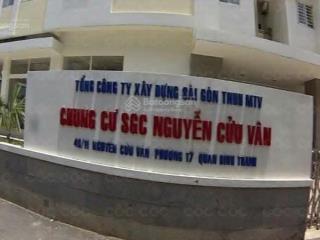 TỔNG CÔNG TY XÂY DỰNG SÀI GÒN TNHH MTV
CHUNG CƯ SGC NGUYỄN CỬU VÂN
NGUYỄN CỬU VÂN PHƯỜNG 17 QUẬN BÌNH THẠNH
Batdongsan